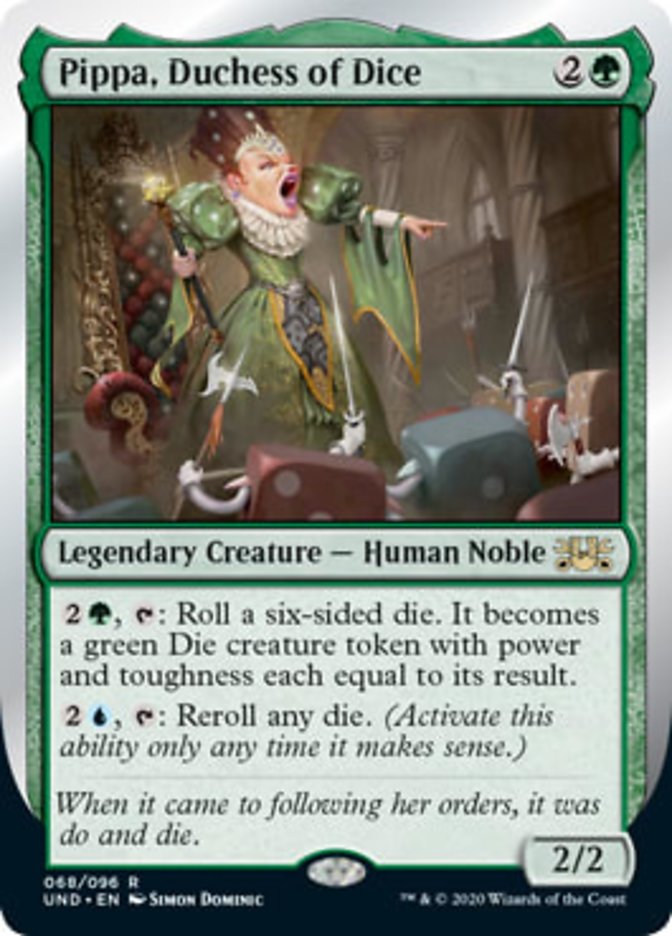 Pippa, Duchess of Dice 2
Legendary Creature — Human Noble
2, : Roll a six-sided die. It becomes
a green Die creature token with power
and toughness each equal to its result.
2, : Reroll any die. (Activate this
ability only any time it makes sense.)
When it came to following her orders, it was
do and die.
2/2
068/096 R
UND • EN Simon Dominic
™ & © 2020 Wizards of the Coast